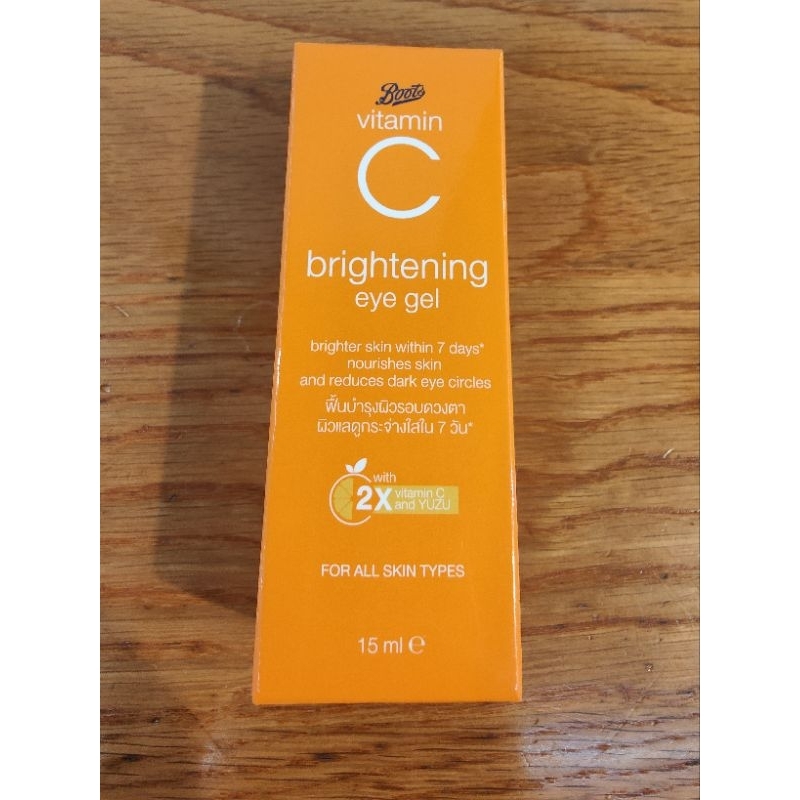 Boots
vitamin
C
brightening
eye gel
brighter skin within 7 days*
nourishes skin
and reduces dark eye circles
ฟื้นบำรุงผิวรอบดวงตา
ผิวแลดูกระจ่างใสใน 7 วัน*
with
2X vitamin C
and YUZU
FOR ALL SKIN TYPES
15 ml ℮